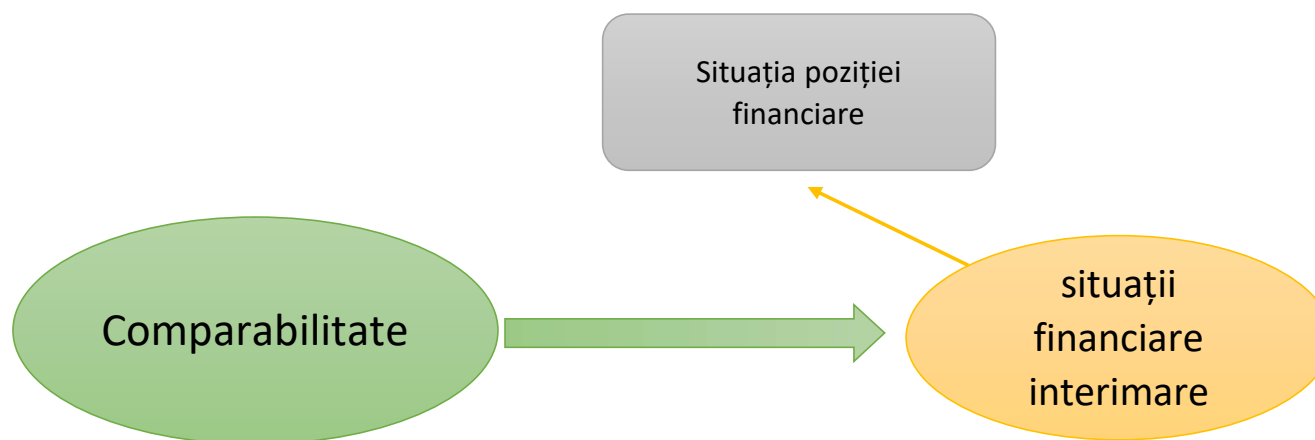 Situația poziției
financiare
Comparabilitate
situații
financiare
interimare